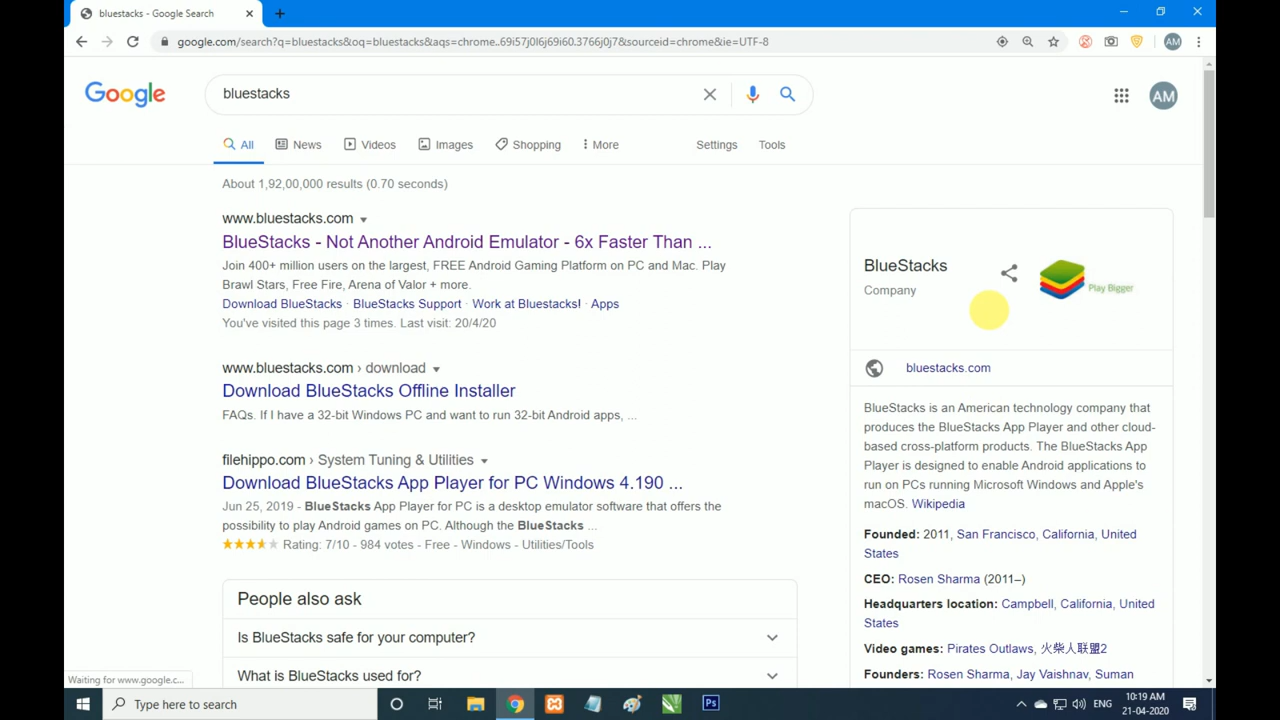 bluestacks - Google Search
google.com/search?q=bluestacks&oq=bluestacks&aqs=chrome..69i57j0l6j69i60.3766j0j7&sourceid=chrome&ie=UTF-8
AM
Google
bluestacks
AM
All News Videos Images Shopping More Settings Tools
About 1,92,00,000 results (0.70 seconds)
www.bluestacks.com
BlueStacks - Not Another Android Emulator - 6x Faster Than ...
Join 400+ million users on the largest, FREE Android Gaming Platform on PC and Mac. Play
Brawl Stars, Free Fire, Arena of Valor + more.
Download BlueStacks · BlueStacks Support · Work at Bluestacks! · Apps
You've visited this page 3 times. Last visit: 20/4/20
www.bluestacks.com › download
Download BlueStacks Offline Installer
FAQs. If I have a 32-bit Windows PC and want to run 32-bit Android apps, ...
filehippo.com › System Tuning & Utilities
Download BlueStacks App Player for PC Windows 4.190 ...
Jun 25, 2019 - BlueStacks App Player for PC is a desktop emulator software that offers the
possibility to play Android games on PC. Although the BlueStacks ...
Rating: 7/10 - 984 votes - Free - Windows - Utilities/Tools
People also ask
Is BlueStacks safe for your computer?
What is BlueStacks used for?
BlueStacks
Company
Play Bigger
bluestacks.com
BlueStacks is an American technology company that
produces the BlueStacks App Player and other cloud-
based cross-platform products. The BlueStacks App
Player is designed to enable Android applications to
run on PCs running Microsoft Windows and Apple's
macOS. Wikipedia
Founded: 2011, San Francisco, California, United
States
CEO: Rosen Sharma (2011–)
Headquarters location: Campbell, California, United
States
Video games: Pirates Outlaws, 火柴人联盟2
Founders: Rosen Sharma, Jay Vaishnav, Suman
Waiting for www.google.c...
Type here to search
Ps
ENG
10:19 AM
21-04-2020